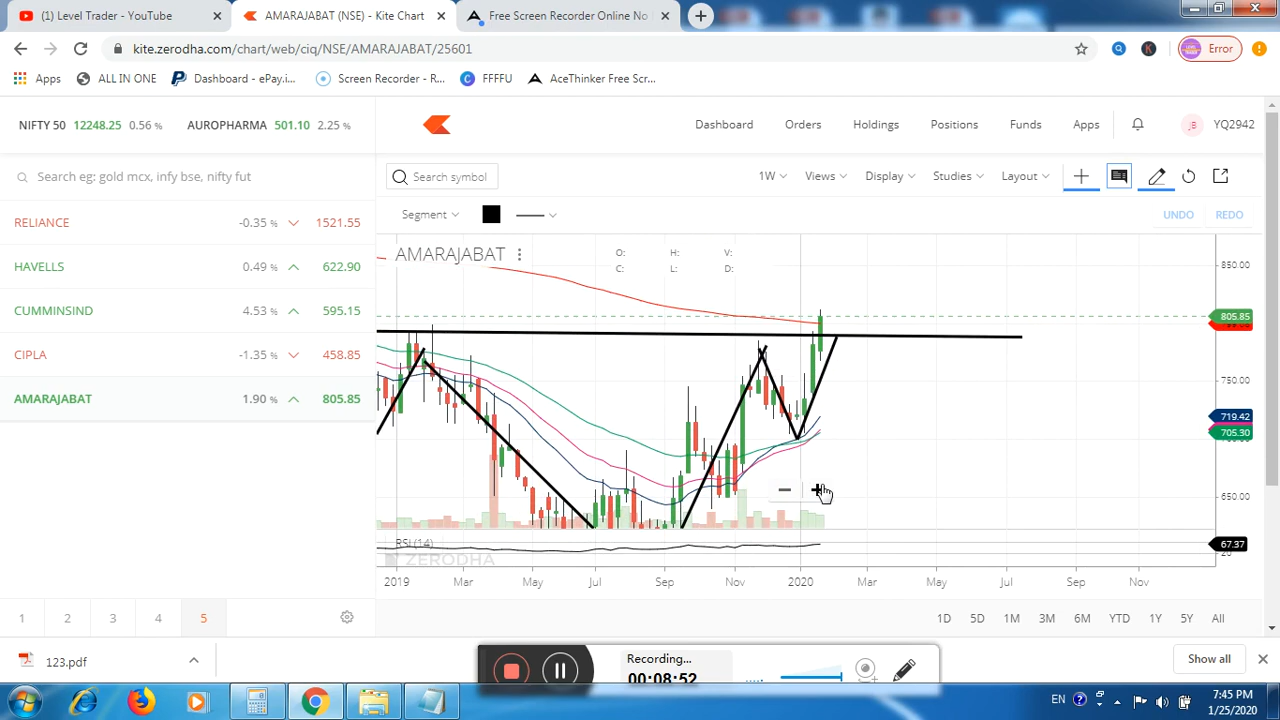 (1) Level Trader - YouTube
AMARAJABAT (NSE) - Kite Chart
Free Screen Recorder Online No
kite.zerodha.com/chart/web/ciq/NSE/AMARAJABAT/25601
K
Error
Apps
ALL IN ONE
Dashboard - ePay.i...
Screen Recorder - R...
FFFFU
AceThinker Free Scr...
NIFTY 50 12248.25 0.56 %
AUROPHARMA 501.10 2.25 %
Dashboard
Orders
Holdings
Positions
Funds
Apps
JB
YQ2942
Search eg: gold mcx, infy bse, nifty fut
RELIANCE -0.35 % 1521.55
HAVELLS 0.49 % 622.90
CUMMINSIND 4.53 % 595.15
CIPLA -1.35 % 458.85
AMARAJABAT 1.90 % 805.85
1 2 3 4 5
Search symbol
1W
Views
Display
Studies
Layout
Segment
UNDO
REDO
AMARAJABAT
O: H: V:
C: L: D:
850.00
805.85
750.00
719.42
705.30
650.00
RSI (14)
67.37
20
ZERODHA
2019 Mar May Jul Sep Nov 2020 Mar May Jul Sep Nov
1D 5D 1M 3M 6M YTD 1Y 5Y All
123.pdf
Recording...
00:08:52
Show all
EN
7:45 PM
1/25/2020